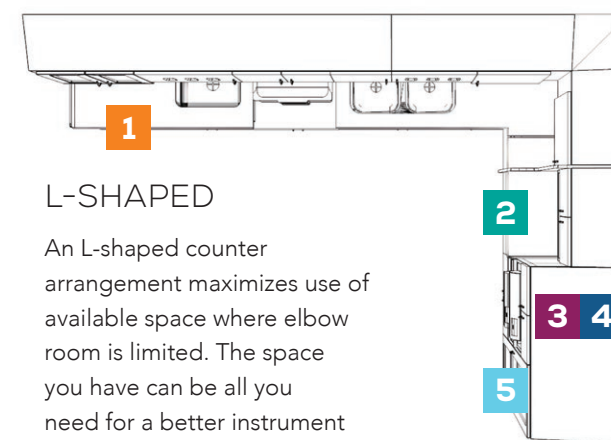 1
L-SHAPED
An L-shaped counter
arrangement maximizes use of
available space where elbow
room is limited. The space
you have can be all you
need for a better instrument
2
3 4
5